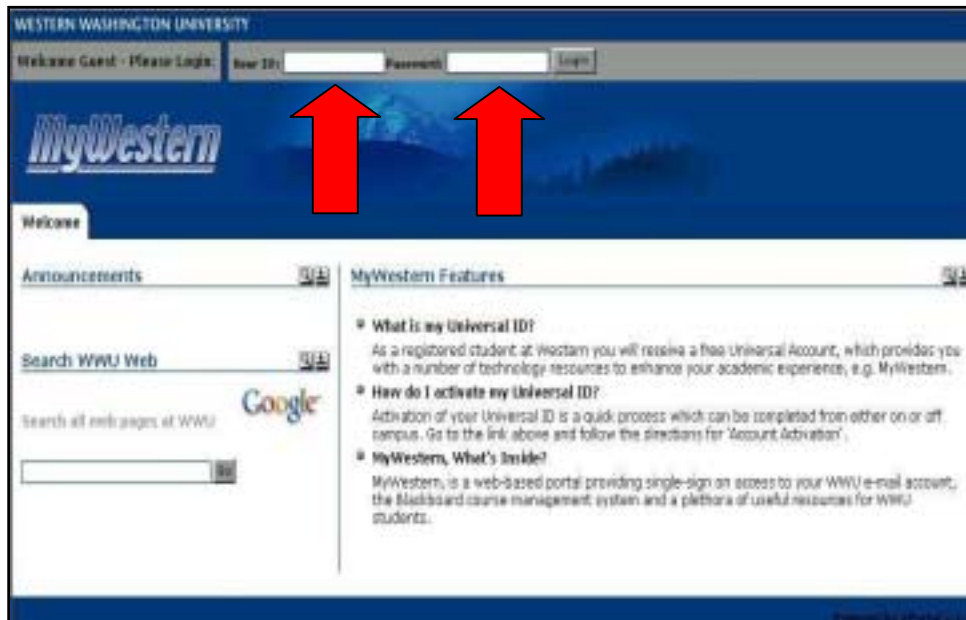 WESTERN WASHINGTON UNIVERSITY
Welcome Guest - Please Login: User ID: Password: Login
MyWestern
Welcome
Announcements
Search WWU Web
Google
Search all web pages at WWU
Go
MyWestern Features
What is my Universal ID?
As a registered student at Western you will receive a free Universal Account, which provides you
with a number of technology resources to enhance your academic experience, e.g. MyWestern.
How do I activate my Universal ID?
Activation of your Universal ID is a quick process which can be completed from either on or off
campus. Go to the link above and follow the directions for 'Account Activation'.
MyWestern, What's Inside?
MyWestern, is a web-based portal providing single-sign on access to your WWU e-mail account,
the Blackboard course management system and a plethora of useful resources for WWU
students.